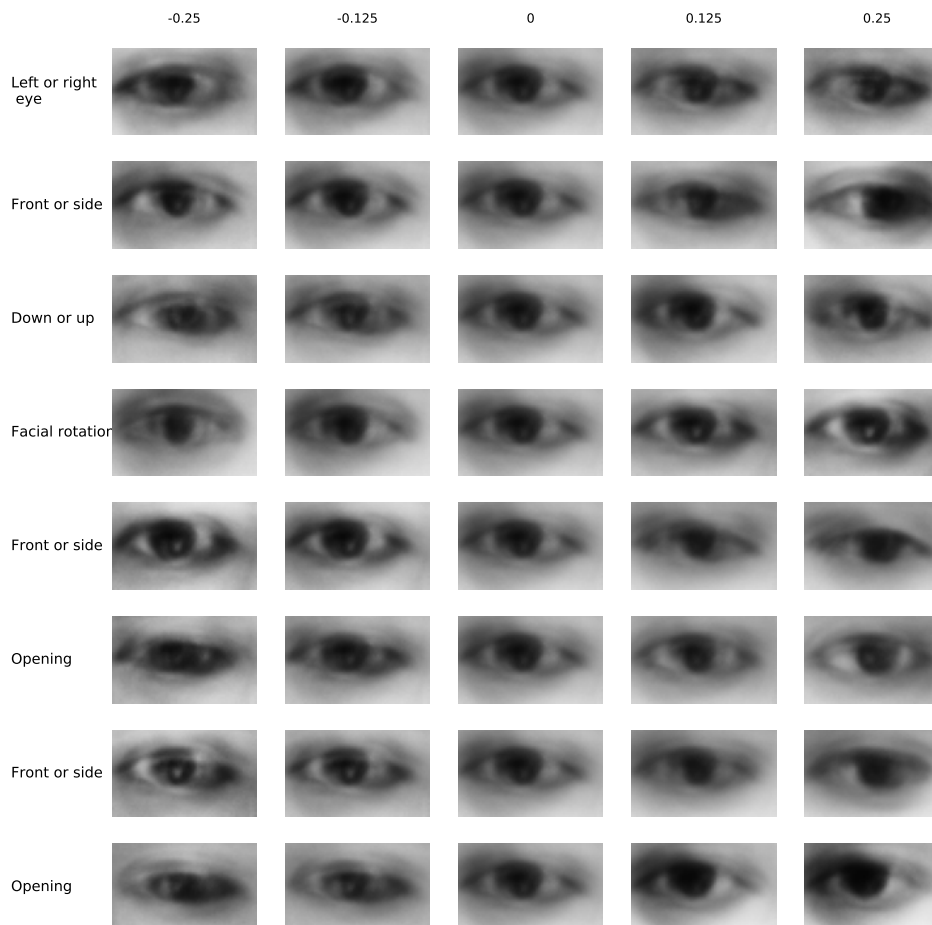 -0.25 -0.125 0 0.125 0.25
Left or right
eye
Front or side
Down or up
Facial rotation
Front or side
Opening
Front or side
Opening